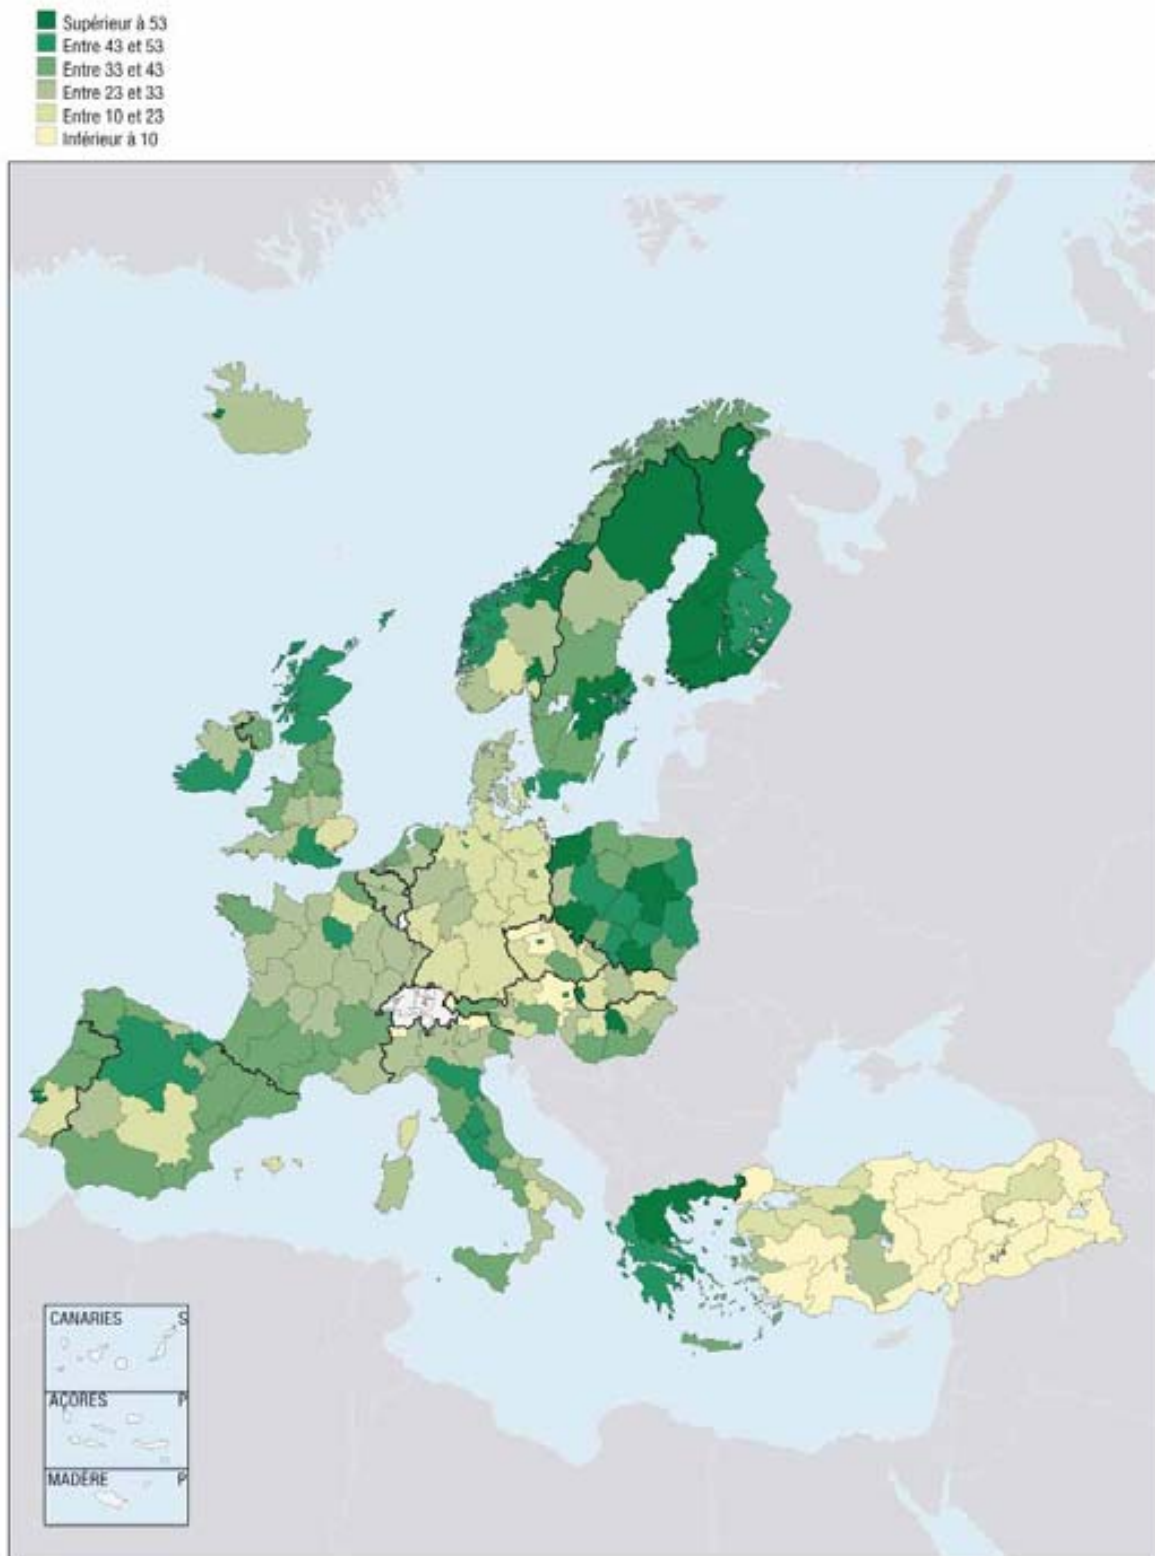 Supérieur à 53
Entre 43 et 53
Entre 33 et 43
Entre 23 et 33
Entre 10 et 23
Inférieur à 10
CANARIES S
AÇORES P
MADÈRE P